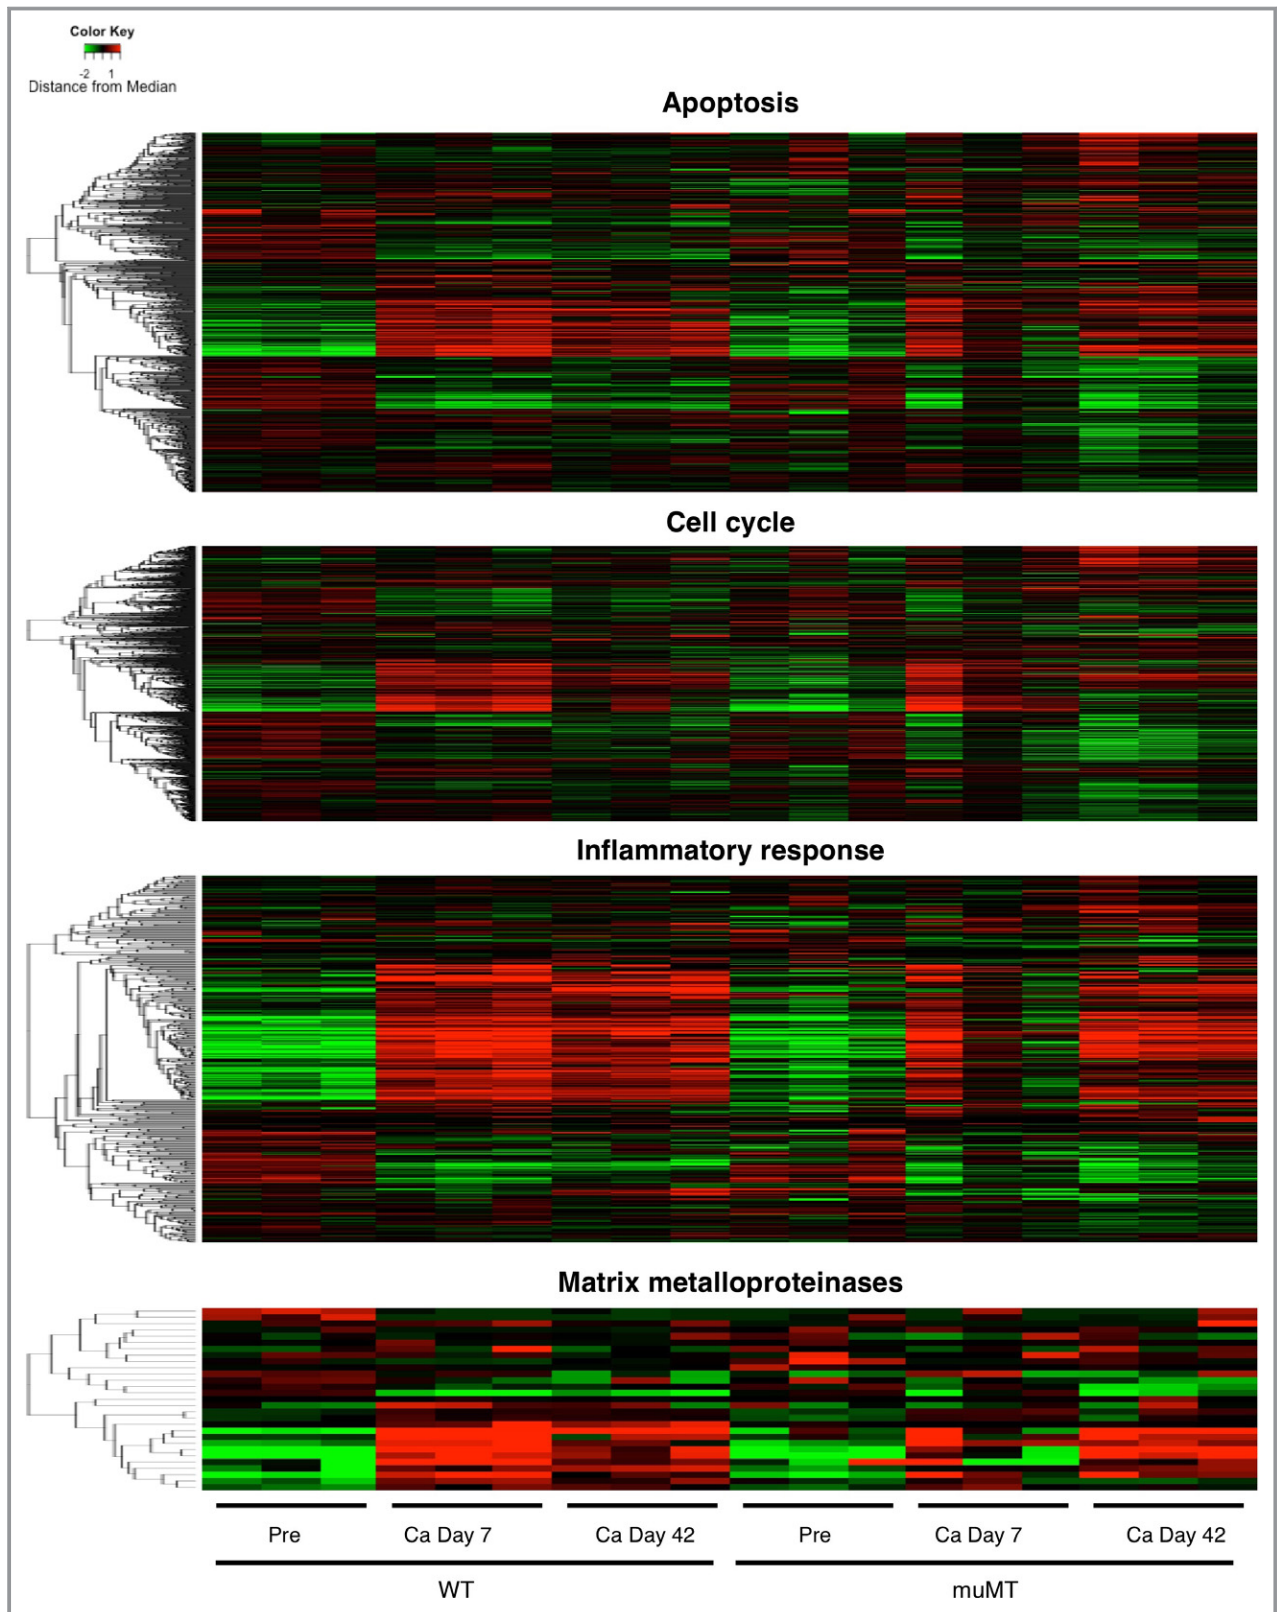 Color Key
-2 1
Distance from Median
Apoptosis
Cell cycle
Inflammatory response
Matrix metalloproteinases
Pre Ca Day 7 Ca Day 42 Pre Ca Day 7 Ca Day 42
WT muMT